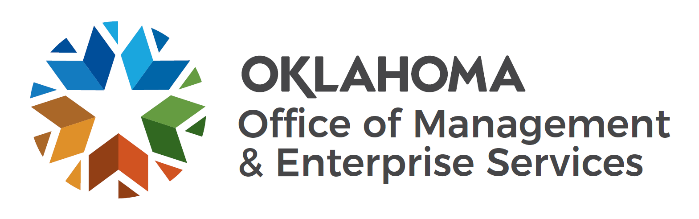 OKLAHOMA
Office of Management
& Enterprise Services